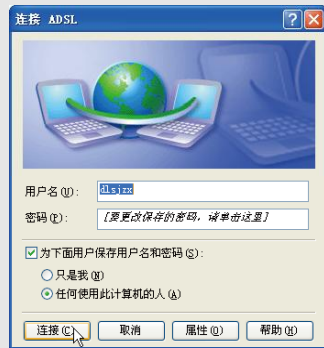 连接 ADSL
用户名(U): dlsjzx
密码(P): [要更改保存的密码，请单击这里]
为下面用户保存用户名和密码(S):
只是我(N)
任何使用此计算机的人(A)
连接(C) 取消 属性(O) 帮助(H)